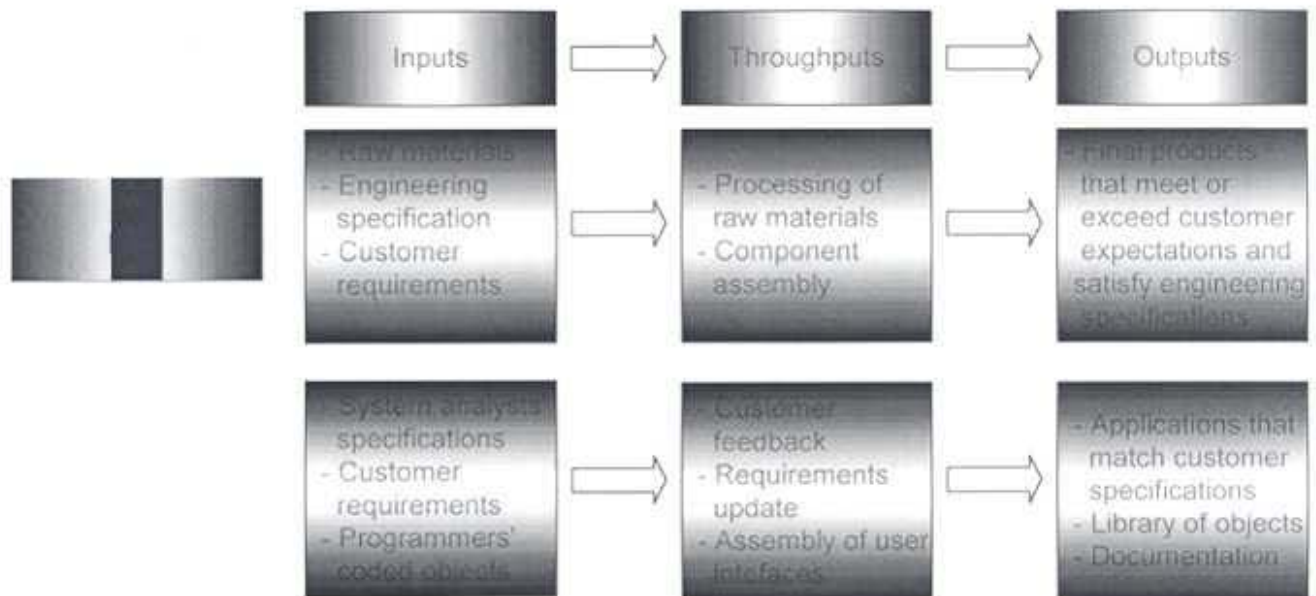 Inputs
Throughputs
Outputs
- Raw materials
- Engineering
specification
- Customer
requirements
- Processing of
raw materials
- Component
assembly
- Final products
that meet or
exceed customer
expectations and
satisfy engineering
specifications
- System analysts'
specifications
- Customer
requirements
- Programmers'
coded objects
- Customer
feedback
- Requirements
update
- Assembly of user
intefaces
- Applications that
match customer
specifications
- Library of objects
- Documentation